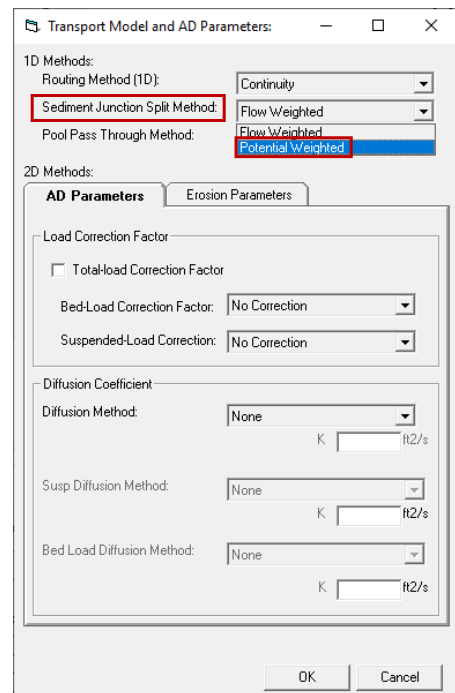 Transport Model and AD Parameters:
1D Methods:
Routing Method (1D): Continuity
Sediment Junction Split Method: Flow Weighted
Flow Weighted
Pool Pass Through Method: Potential Weighted
2D Methods:
AD Parameters Erosion Parameters
Load Correction Factor
Total-load Correction Factor
Bed-Load Correction Factor: No Correction
Suspended-Load Correction: No Correction
Diffusion Coefficient
Diffusion Method: None
K ft2/s
Susp Diffusion Method: None
K ft2/s
Bed Load Diffusion Method: None
K ft2/s
OK Cancel